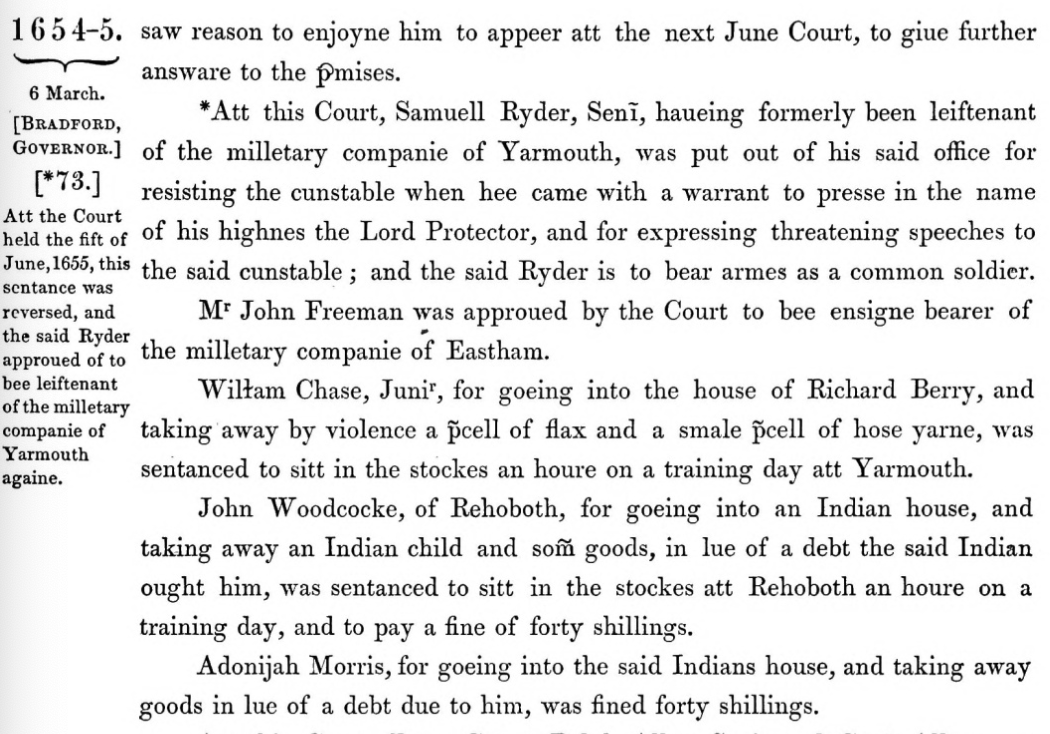 1654-5.
6 March.
[BRADFORD,
GOVERNOR.]
[*73.]
Att the Court
held the fift of
June, 1655, this
sentance was
reversed, and
the said Ryder
approued of to
bee leiftenant
of the milletary
companie of
Yarmouth
againe.
saw reason to enjoyne him to appeer att the next June Court, to giue further
answare to the p̃mises.
*Att this Court, Samuell Ryder, Senĩ, haueing formerly been leiftenant
of the milletary companie of Yarmouth, was put out of his said office for
resisting the cunstable when hee came with a warrant to presse in the name
of his highnes the Lord Protector, and for expressing threatening speeches to
the said cunstable ; and the said Ryder is to bear armes as a common soldier.
Mʳ John Freeman was approued by the Court to bee ensigne bearer of
the milletary companie of Eastham.
Wilłam Chase, Juniʳ, for goeing into the house of Richard Berry, and
taking away by violence a p̃cell of flax and a smale p̃cell of hose yarne, was
sentanced to sitt in the stockes an houre on a training day att Yarmouth.
John Woodcocke, of Rehoboth, for goeing into an Indian house, and
taking away an Indian child and som̃ goods, in lue of a debt the said Indian
ought him, was sentanced to sitt in the stockes att Rehoboth an houre on a
training day, and to pay a fine of forty shillings.
Adonijah Morris, for goeing into the said Indians house, and taking away
goods in lue of a debt due to him, was fined forty shillings.